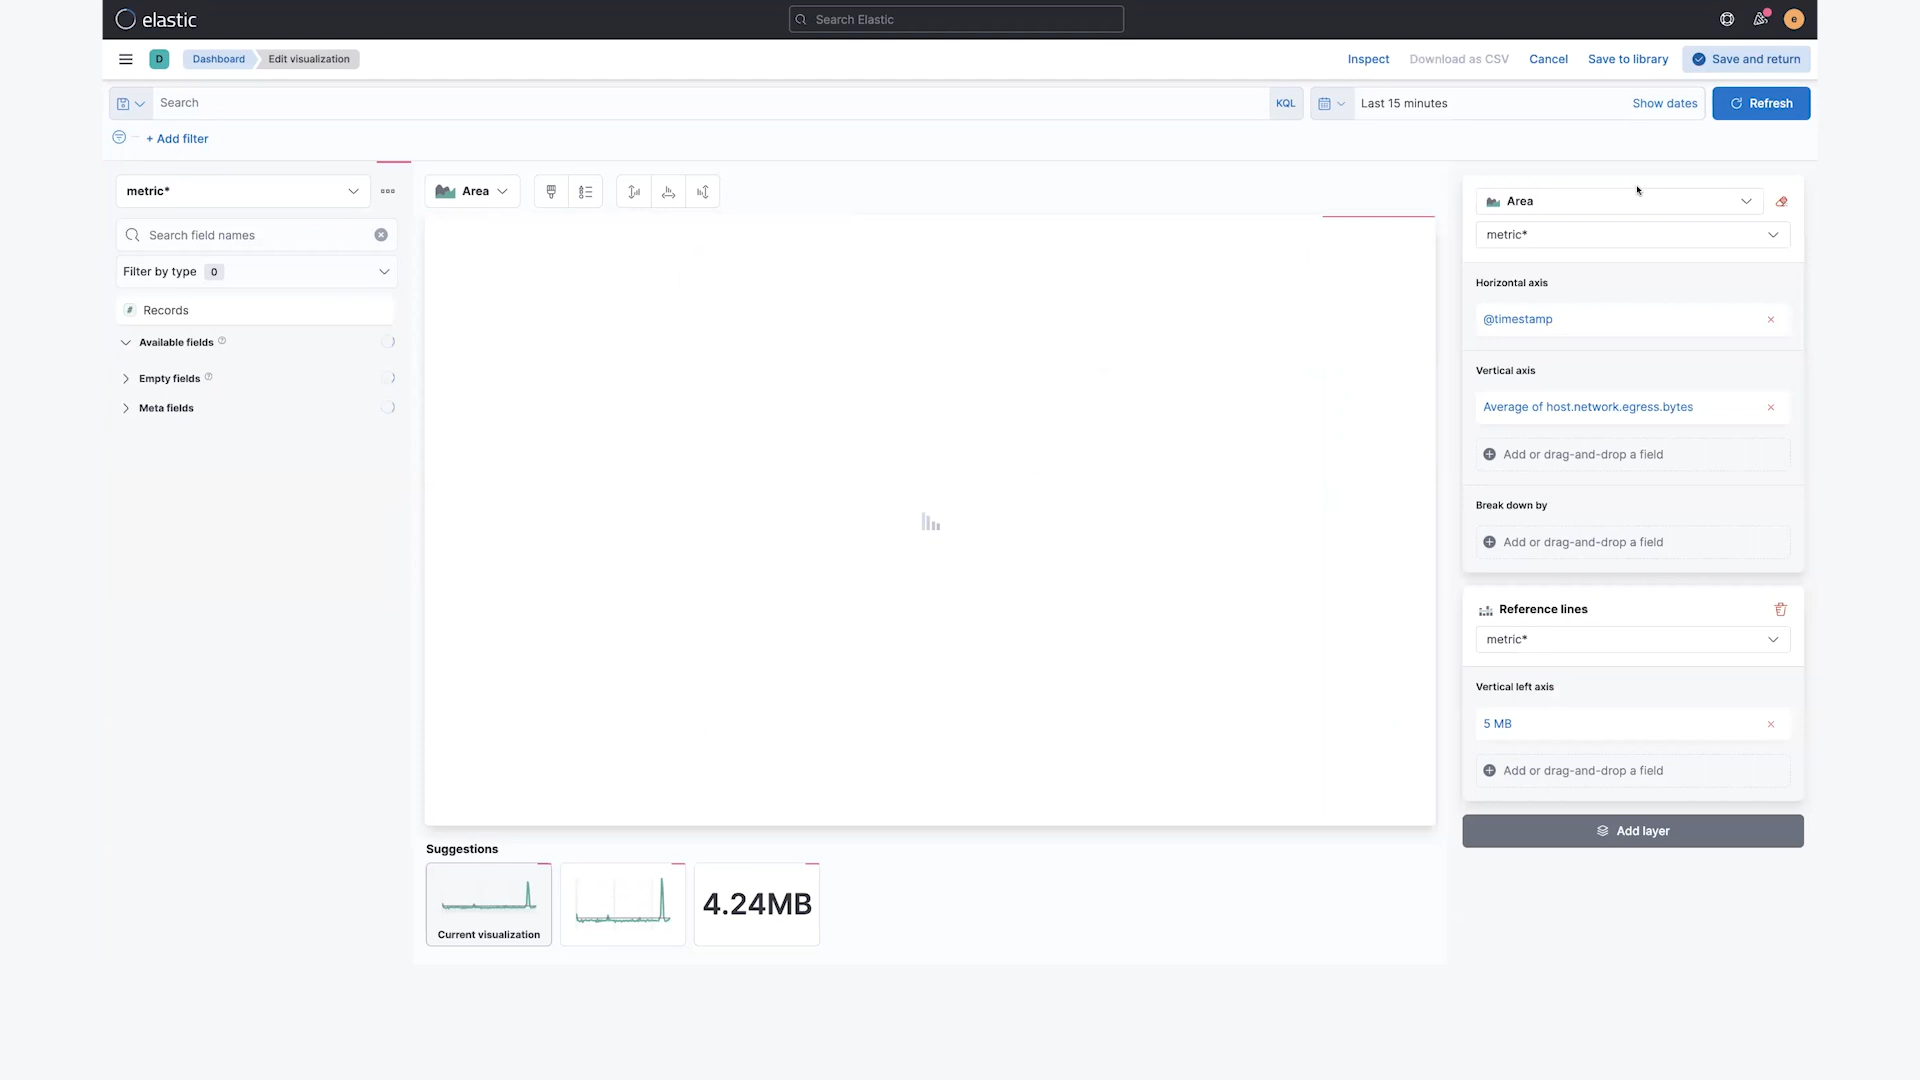 elastic
Search Elastic
e
D
Dashboard
Edit visualization
Inspect
Download as CSV
Cancel
Save to library
Save and return
Search
KQL
Last 15 minutes
Show dates
Refresh
+ Add filter
metric*
Search field names
Filter by type 0
# Records
Available fields
Empty fields
Meta fields
Area
Suggestions
Current visualization
4.24MB
Area
metric*
Horizontal axis
@timestamp
Vertical axis
Average of host.network.egress.bytes
Add or drag-and-drop a field
Break down by
Add or drag-and-drop a field
Reference lines
metric*
Vertical left axis
5 MB
Add or drag-and-drop a field
Add layer